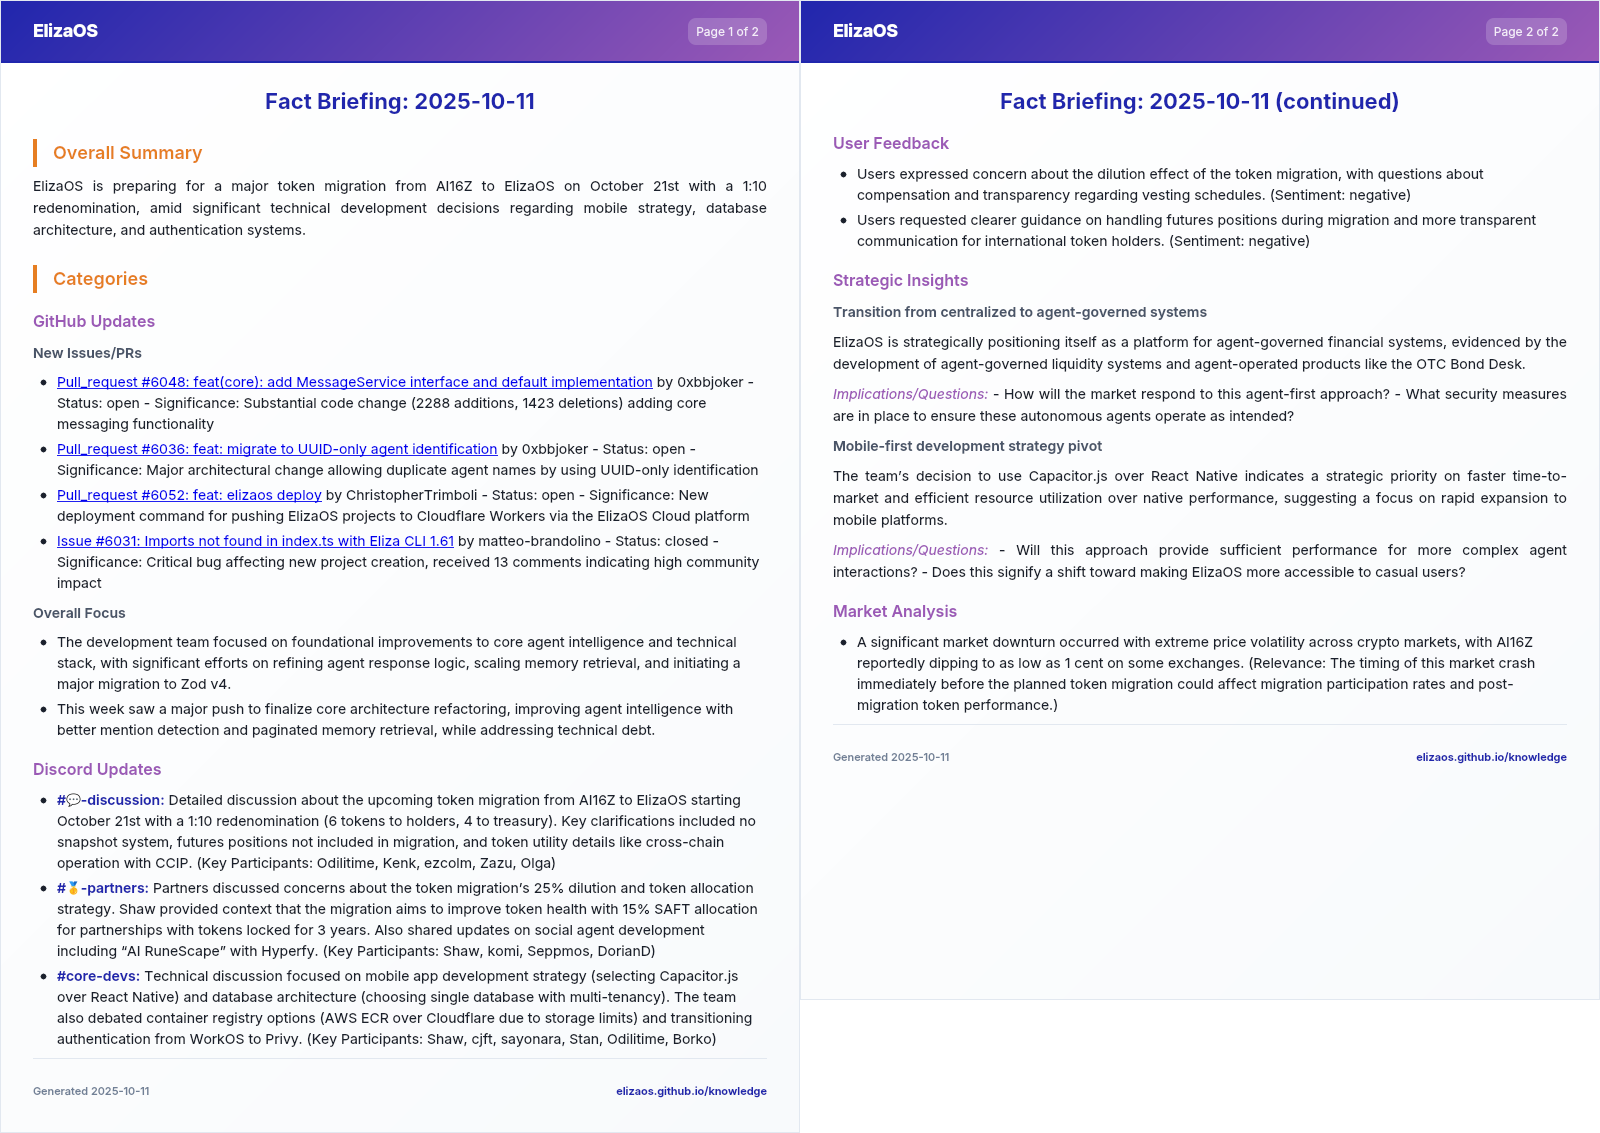 ElizaOS
Page 1 of 2
Fact Briefing: 2025-10-11
Overall Summary
ElizaOS is preparing for a major token migration from AI16Z to ElizaOS on October 21st with a 1:10
redenomination, amid significant technical development decisions regarding mobile strategy, database
architecture, and authentication systems.
Categories
GitHub Updates
New Issues/PRs
• Pull_request #6048: feat(core): add MessageService interface and default implementation by 0xbbjoker -
Status: open - Significance: Substantial code change (2288 additions, 1423 deletions) adding core
messaging functionality
• Pull_request #6036: feat: migrate to UUID-only agent identification by 0xbbjoker - Status: open -
Significance: Major architectural change allowing duplicate agent names by using UUID-only identification
• Pull_request #6052: feat: elizaos deploy by ChristopherTrimboli - Status: open - Significance: New
deployment command for pushing ElizaOS projects to Cloudflare Workers via the ElizaOS Cloud platform
• Issue #6031: Imports not found in index.ts with Eliza CLI 1.61 by matteo-brandolino - Status: closed -
Significance: Critical bug affecting new project creation, received 13 comments indicating high community
impact
Overall Focus
• The development team focused on foundational improvements to core agent intelligence and technical
stack, with significant efforts on refining agent response logic, scaling memory retrieval, and initiating a
major migration to Zod v4.
• This week saw a major push to finalize core architecture refactoring, improving agent intelligence with
better mention detection and paginated memory retrieval, while addressing technical debt.
Discord Updates
• #💬-discussion: Detailed discussion about the upcoming token migration from AI16Z to ElizaOS starting
October 21st with a 1:10 redenomination (6 tokens to holders, 4 to treasury). Key clarifications included no
snapshot system, futures positions not included in migration, and token utility details like cross-chain
operation with CCIP. (Key Participants: Odilitime, Kenk, ezcolm, Zazu, Olga)
• #🥇-partners: Partners discussed concerns about the token migration’s 25% dilution and token allocation
strategy. Shaw provided context that the migration aims to improve token health with 15% SAFT allocation
for partnerships with tokens locked for 3 years. Also shared updates on social agent development
including “AI RuneScape” with Hyperfy. (Key Participants: Shaw, komi, Seppmos, DorianD)
• #core-devs: Technical discussion focused on mobile app development strategy (selecting Capacitor.js
over React Native) and database architecture (choosing single database with multi-tenancy). The team
also debated container registry options (AWS ECR over Cloudflare due to storage limits) and transitioning
authentication from WorkOS to Privy. (Key Participants: Shaw, cjft, sayonara, Stan, Odilitime, Borko)
Generated 2025-10-11
elizaos.github.io/knowledge
ElizaOS
Page 2 of 2
Fact Briefing: 2025-10-11 (continued)
User Feedback
• Users expressed concern about the dilution effect of the token migration, with questions about
compensation and transparency regarding vesting schedules. (Sentiment: negative)
• Users requested clearer guidance on handling futures positions during migration and more transparent
communication for international token holders. (Sentiment: negative)
Strategic Insights
Transition from centralized to agent-governed systems
ElizaOS is strategically positioning itself as a platform for agent-governed financial systems, evidenced by the
development of agent-governed liquidity systems and agent-operated products like the OTC Bond Desk.
Implications/Questions: - How will the market respond to this agent-first approach? - What security measures
are in place to ensure these autonomous agents operate as intended?
Mobile-first development strategy pivot
The team’s decision to use Capacitor.js over React Native indicates a strategic priority on faster time-to-
market and efficient resource utilization over native performance, suggesting a focus on rapid expansion to
mobile platforms.
Implications/Questions: - Will this approach provide sufficient performance for more complex agent
interactions? - Does this signify a shift toward making ElizaOS more accessible to casual users?
Market Analysis
• A significant market downturn occurred with extreme price volatility across crypto markets, with AI16Z
reportedly dipping to as low as 1 cent on some exchanges. (Relevance: The timing of this market crash
immediately before the planned token migration could affect migration participation rates and post-
migration token performance.)
Generated 2025-10-11
elizaos.github.io/knowledge